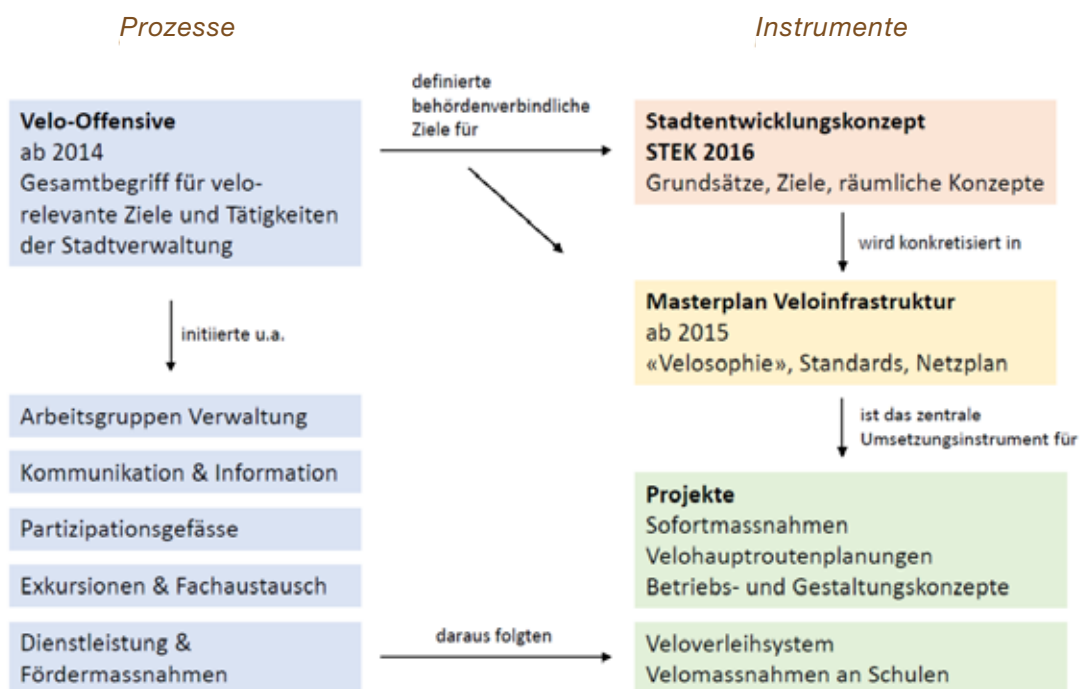 Prozesse
Instrumente
definierte
behördenverbindliche
Ziele für
Velo-Offensive
ab 2014
Gesamtbegriff für velo-
relevante Ziele und Tätigkeiten
der Stadtverwaltung
Stadtentwicklungskonzept
STEK 2016
Grundsätze, Ziele, räumliche Konzepte
wird konkretisiert in
Masterplan Veloinfrastruktur
ab 2015
«Velosophie», Standards, Netzplan
initiierte u.a.
ist das zentrale
Umsetzungsinstrument für
Arbeitsgruppen Verwaltung
Kommunikation & Information
Partizipationsgefässe
Exkursionen & Fachaustausch
Dienstleistung &
Fördermassnahmen
Projekte
Sofortmassnahmen
Velohauptroutenplanungen
Betriebs- und Gestaltungskonzepte
daraus folgten
Veloverleihsystem
Velomassnahmen an Schulen